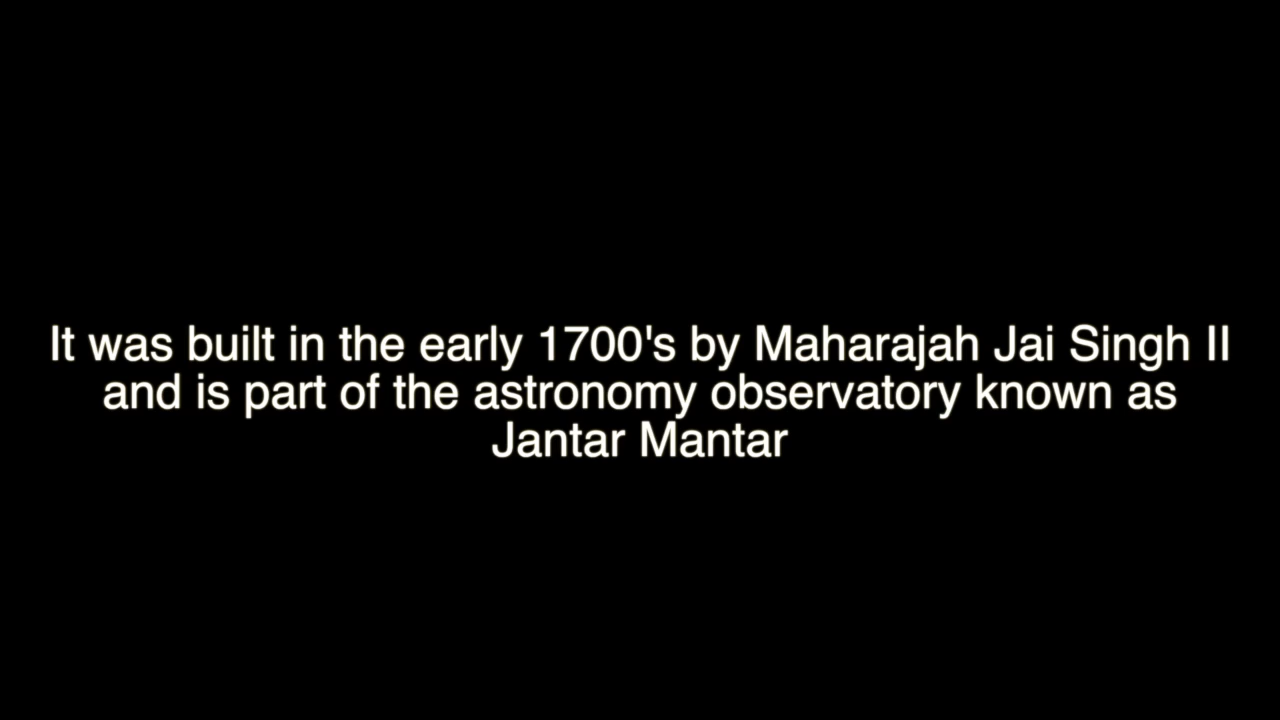 It was built in the early 1700's by Maharajah Jai Singh II
and is part of the astronomy observatory known as
Jantar Mantar